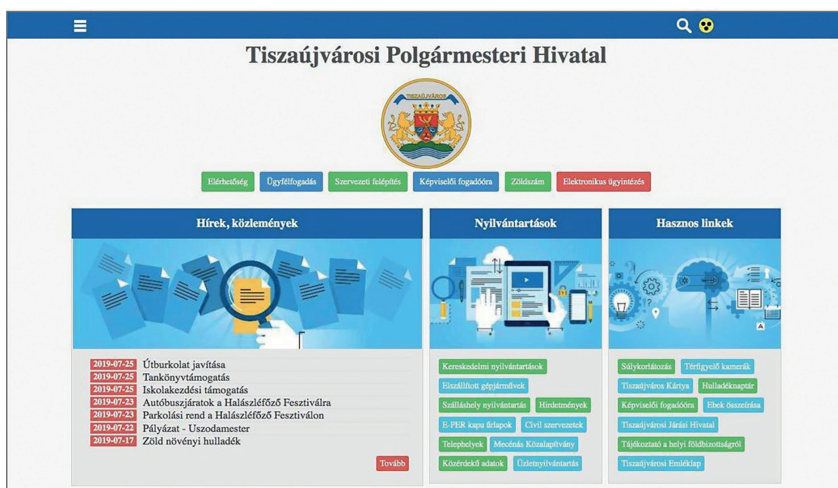 Tiszaújvárosi Polgármesteri Hivatal
TISZAÚJVÁROS
Elérhetőség Ügyfélfogadás Szervezeti felépítés Képviselői fogadóóra Zöldszám Elektronikus ügyintézés
Hírek, közlemények
2019-07-25 Útburkolat javítása
2019-07-25 Tankönyvtámogatás
2019-07-25 Iskolakezdési támogatás
2019-07-23 Autóbuszjáratok a Halászléfőző Fesztiválra
2019-07-23 Parkolási rend a Halászléfőző Fesztiválon
2019-07-22 Pályázat - Uszodamester
2019-07-17 Zöld növényi hulladék
Tovább
Nyilvántartások
Kereskedelmi nyilvántartások
Elszállított gépjárművek
Szálláshely nyilvántartás Hirdetmények
E-PER kapu űrlapok Civil szervezetek
Telephelyek Mecénás Közalapítvány
Közérdekű adatok Üzletnyilvántartás
Hasznos linkek
Súlykorlátozás Térfigyelő kamerák
Tiszaújváros Kártya Hulladéknaptár
Képviselői fogadóóra Ebek összeírása
Tiszaújvárosi Járási Hivatal
Tájékoztató a helyi földbizottságról
Tiszaújvárosi Emléklap